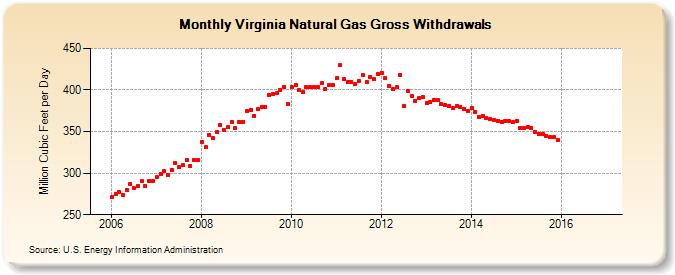 Monthly Virginia Natural Gas Gross Withdrawals
Million Cubic Feet per Day
450
400
350
300
250
2006 2008 2010 2012 2014 2016
Source: U.S. Energy Information Administration